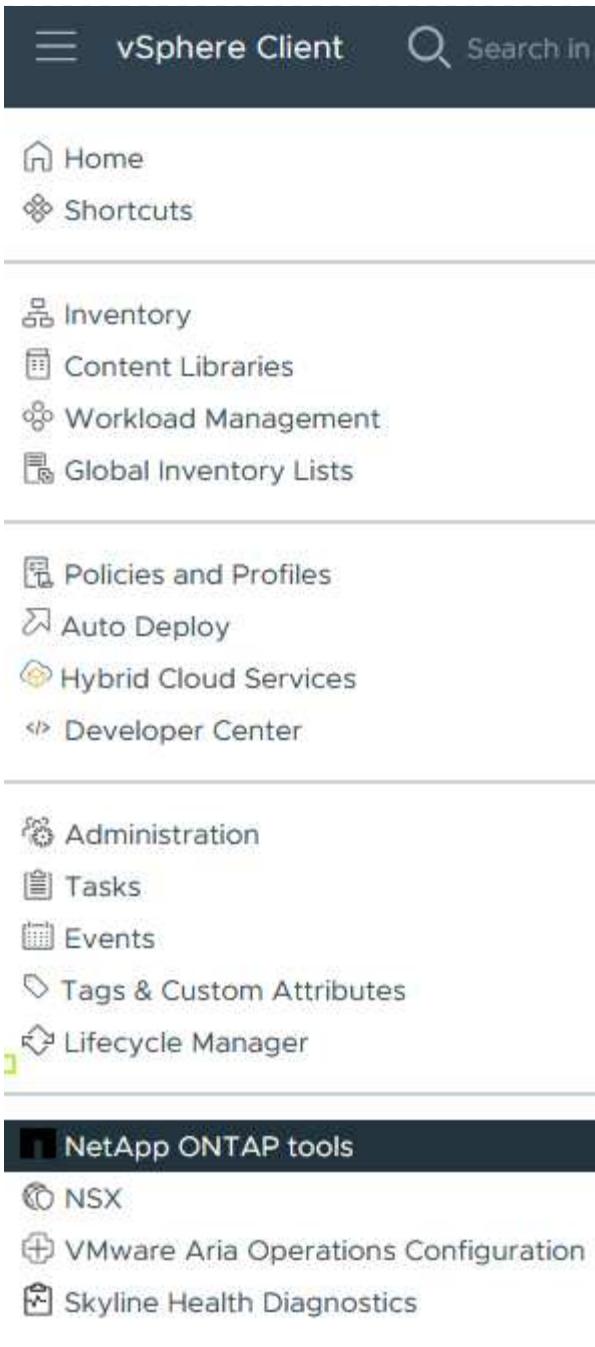 vSphere Client
Search in
Home
Shortcuts
Inventory
Content Libraries
Workload Management
Global Inventory Lists
Policies and Profiles
Auto Deploy
Hybrid Cloud Services
</> Developer Center
Administration
Tasks
Events
Tags & Custom Attributes
Lifecycle Manager
NetApp ONTAP tools
NSX
VMware Aria Operations Configuration
Skyline Health Diagnostics